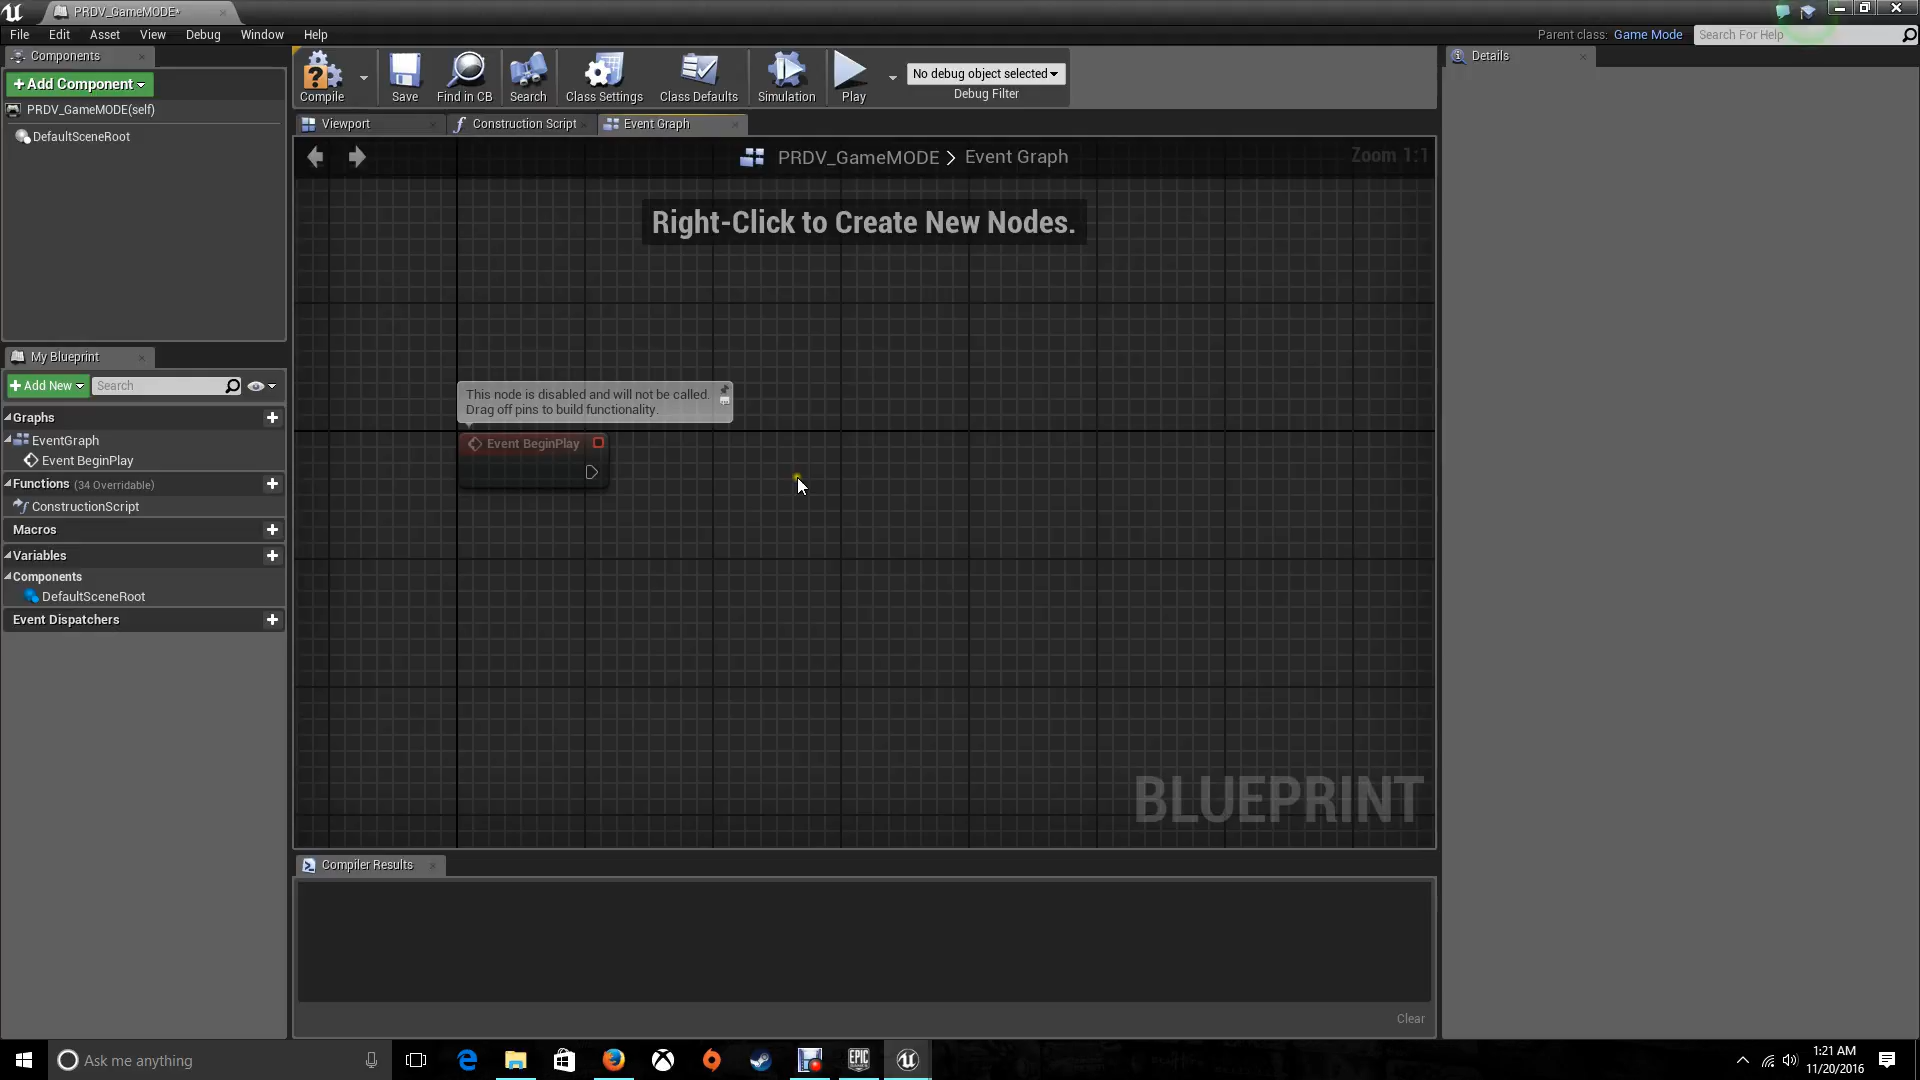 PRDV_GameMODE*
File Edit Asset View Debug Window Help
Parent class: Game Mode
Search For Help
Components
+Add Component
PRDV_GameMODE(self)
DefaultSceneRoot
Compile
Save
Find in CB
Search
Class Settings
Class Defaults
Simulation
Play
No debug object selected
Debug Filter
Details
Viewport
Construction Script
Event Graph
PRDV_GameMODE > Event Graph
Zoom 1:1
Right-Click to Create New Nodes.
This node is disabled and will not be called.
Drag off pins to build functionality.
Event BeginPlay
BLUEPRINT
My Blueprint
+Add New
Search
Graphs
EventGraph
Event BeginPlay
Functions (34 Overridable)
ConstructionScript
Macros
Variables
Components
DefaultSceneRoot
Event Dispatchers
Compiler Results
Clear
Ask me anything
EPIC
GAMES
1:21 AM
11/20/2016